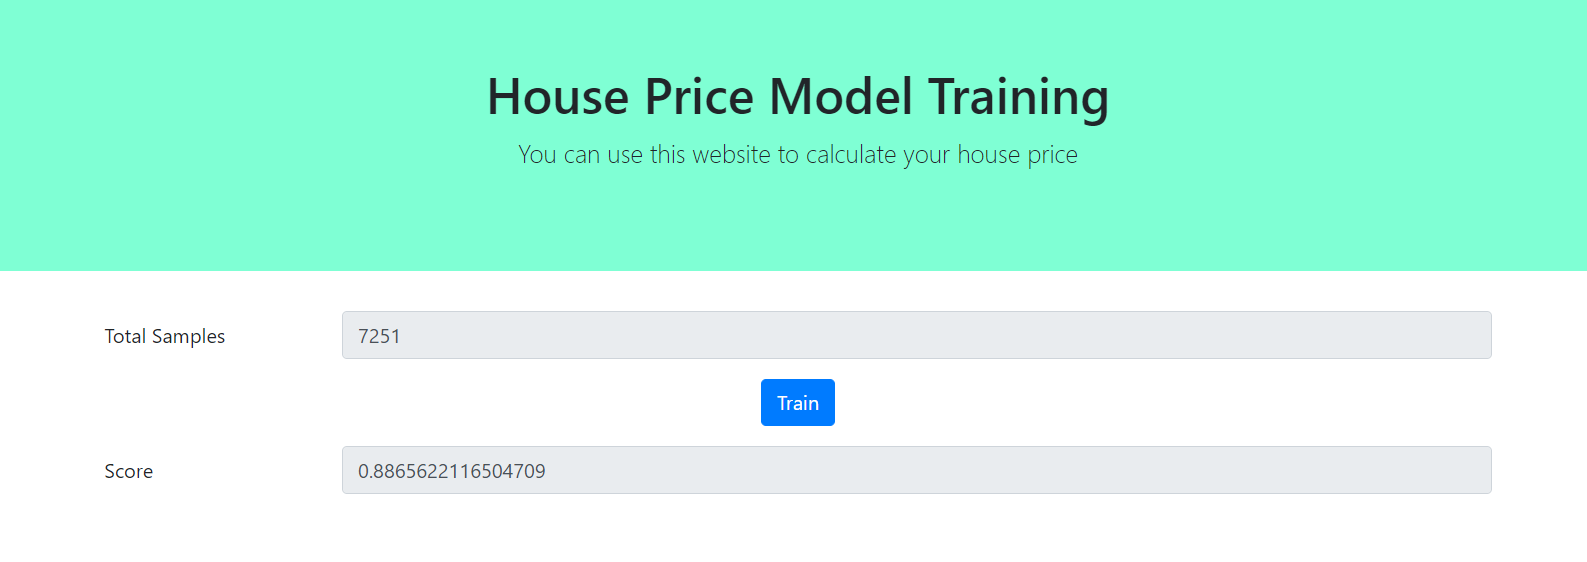 House Price Model Training
You can use this website to calculate your house price
Total Samples 7251
Train
Score 0.8865622116504709